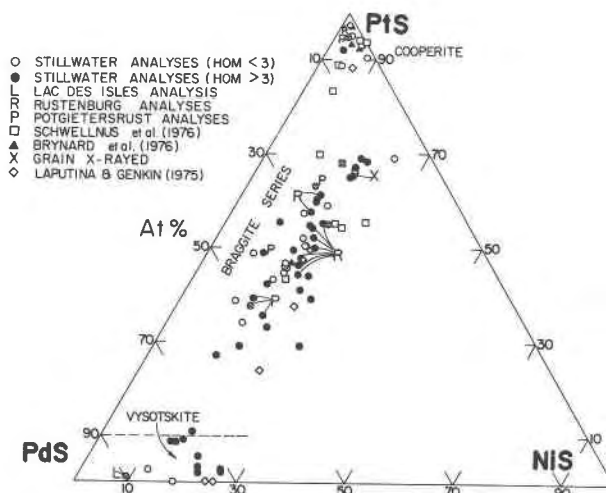 PtS
10
90
COOPERITE
○ STILLWATER ANALYSES (HOM <3)
● STILLWATER ANALYSES (HOM >3)
L LAC DES ISLES ANALYSIS
R RUSTENBURG ANALYSES
P POTGIETERSRUST ANALYSES
□ SCHWELLNUS et al. (1976)
▲ BRYNARD et al. (1976)
X GRAIN X-RAYED
◇ LAPUTINA & GENKIN (1975)
30
70
X
R
At %
BRAGGITE SERIES
50
50
R
P
70
30
90
VYSOTSKITE
10
PdS
NiS
L
10
30
50
70